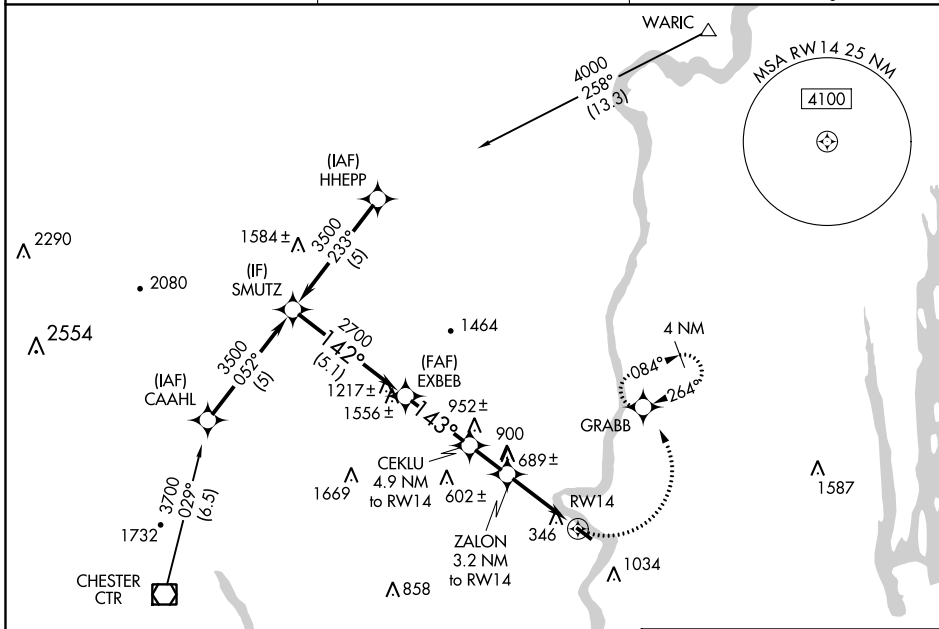 WARIC
4000
258°
(13.3)
MSA RW14 25 NM
4100
(IAF)
HHEPP
3500
233°
(5)
1584±
2290
2080
2554
(IF)
SMUTZ
2700
142°
(5.1)
1464
(FAF)
EXBEB
1217±
1556±
143°
952±
3500
052°
(5)
(IAF)
CAAHL
4 NM
084°
264°
GRABB
900
689±
CEKLU
4.9 NM
to RW14
602±
1669
RW14
346
1587
3700
029°
(6.5)
1732
ZALON
3.2 NM
to RW14
1034
858
CHESTER
CTR